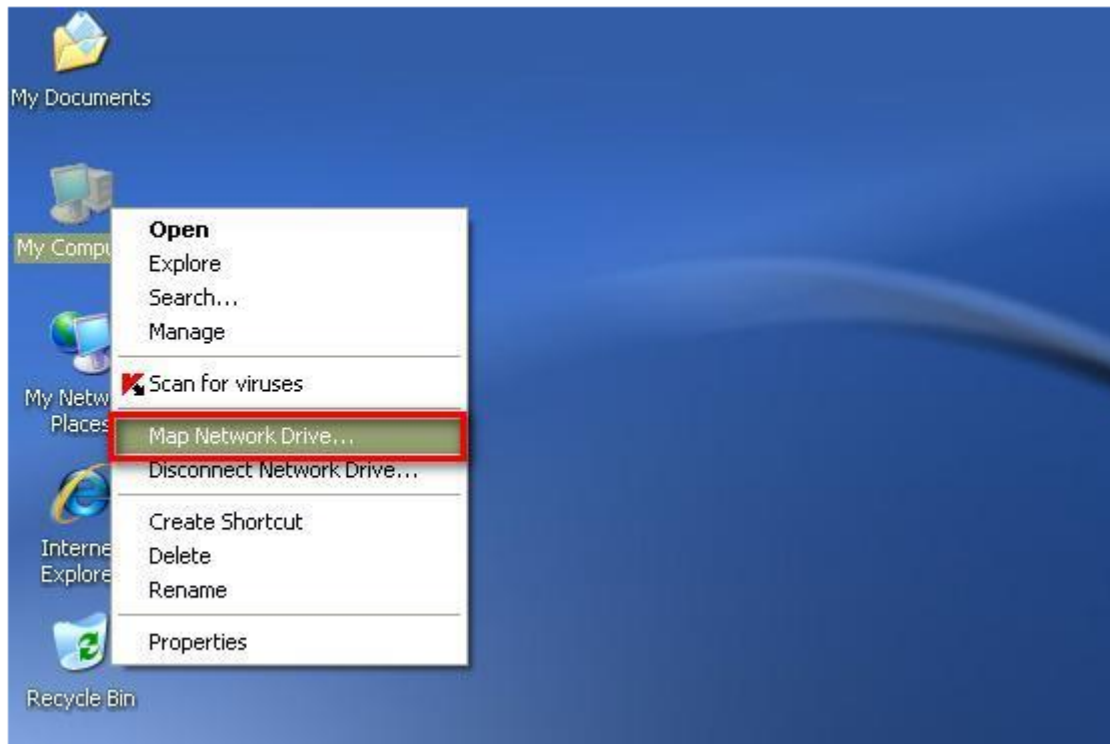 My Documents
My Compu
My Netw
Places
Interne
Explore
Recycle Bin
Open
Explore
Search...
Manage
Scan for viruses
Map Network Drive...
Disconnect Network Drive...
Create Shortcut
Delete
Rename
Properties